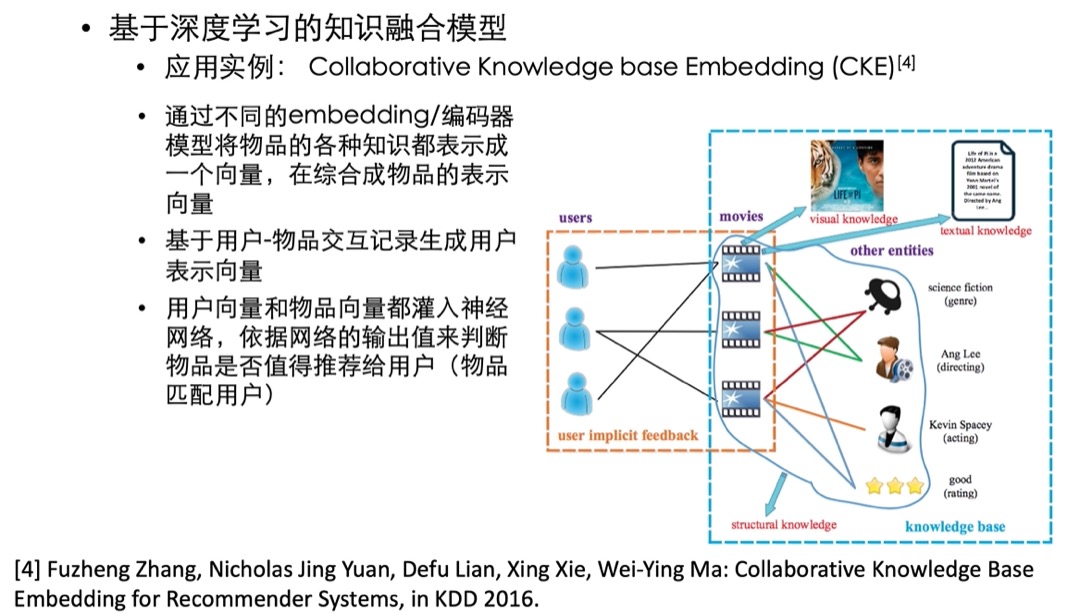 • 基于深度学习的知识融合模型
• 应用实例： Collaborative Knowledge base Embedding (CKE)[4]
• 通过不同的embedding/编码器
模型将物品的各种知识都表示成
一个向量，在综合成物品的表示
向量
• 基于用户-物品交互记录生成用户
表示向量
• 用户向量和物品向量都灌入神经
网络，依据网络的输出值来判断
物品是否值得推荐给用户（物品
匹配用户）
users
movies
LIFE OF PI
visual knowledge
Life of Pi is a
2012 American
adventure drama
film based on
Yann Martel's
2001 novel of
the same name.
Directed by Ang
Lee...
textual knowledge
other entities
science fiction
(genre)
Ang Lee
(directing)
Kevin Spacey
(acting)
good
(rating)
user implicit feedback
structural knowledge
knowledge base
[4] Fuzheng Zhang, Nicholas Jing Yuan, Defu Lian, Xing Xie, Wei-Ying Ma: Collaborative Knowledge Base
Embedding for Recommender Systems, in KDD 2016.